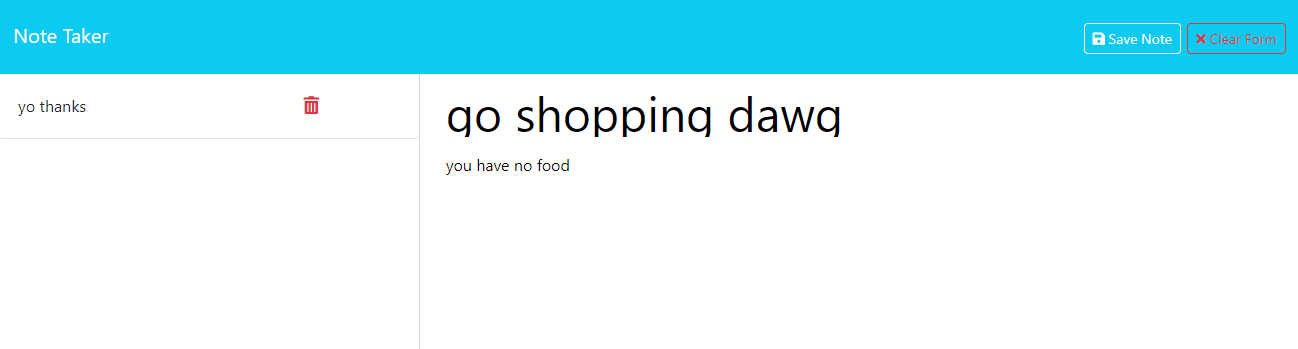 Note Taker
Save Note
Clear Form
yo thanks
go shopping dawg
you have no food